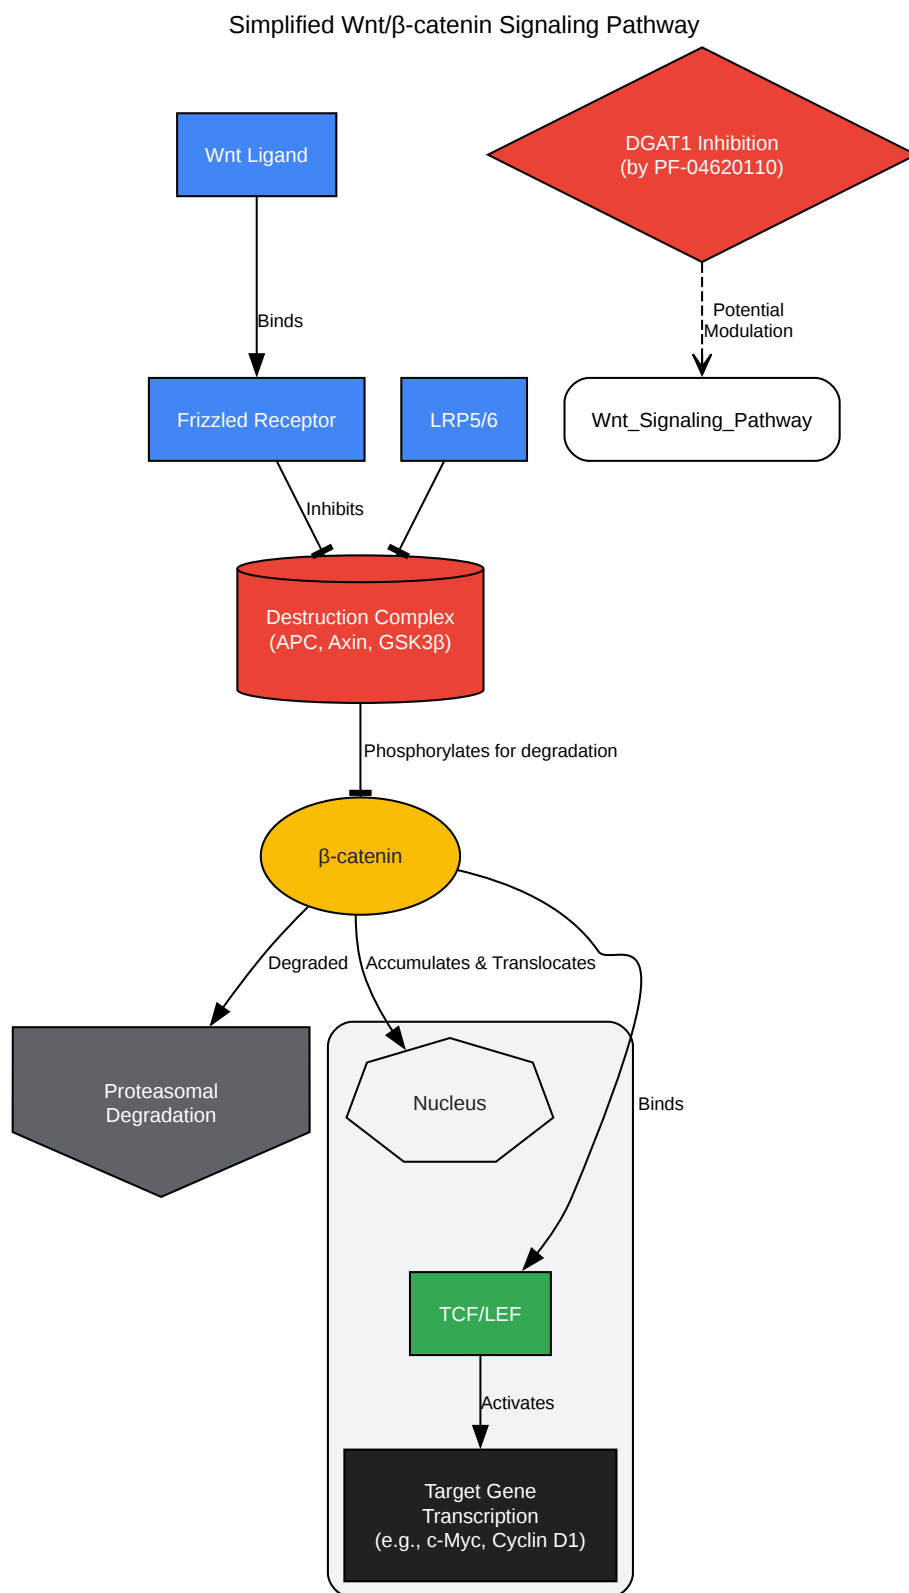 Simplified Wnt/β-catenin Signaling Pathway
Wnt Ligand
DGAT1 Inhibition
(by PF-04620110)
Binds
Potential
Modulation
Frizzled Receptor
LRP5/6
Wnt_Signaling_Pathway
Inhibits
Destruction Complex
(APC, Axin, GSK3β)
Phosphorylates for degradation
β-catenin
Degraded
Accumulates & Translocates
Proteasomal
Degradation
Nucleus
Binds
TCF/LEF
Activates
Target Gene
Transcription
(e.g., c-Myc, Cyclin D1)